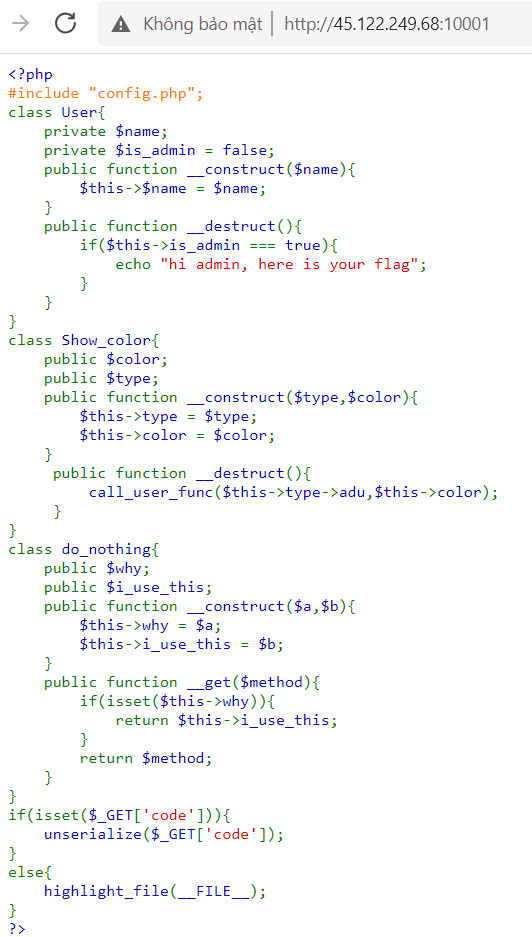 Không bảo mật | http://45.122.249.68:10001
<?php
#include "config.php";
class User{
    private $name;
    private $is_admin = false;
    public function __construct($name){
        $this->$name = $name;
    }
    public function __destruct(){
        if($this->is_admin === true){
            echo "hi admin, here is your flag";
        }
    }
}
class Show_color{
    public $color;
    public $type;
    public function __construct($type,$color){
        $this->type = $type;
        $this->color = $color;
    }
     public function __destruct(){
         call_user_func($this->type->adu,$this->color);
     }
}
class do_nothing{
    public $why;
    public $i_use_this;
    public function __construct($a,$b){
        $this->why = $a;
        $this->i_use_this = $b;
    }
    public function __get($method){
        if(isset($this->why)){
            return $this->i_use_this;
        }
        return $method;
    }
}
if(isset($_GET['code'])){
    unserialize($_GET['code']);
}
else{
    highlight_file(__FILE__);
}
?>